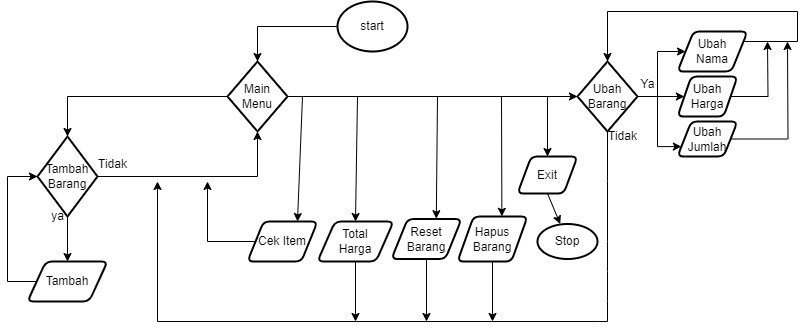 start
Main
Menu
Tambah
Barang
Tidak
ya
Tambah
Cek Item
Total
Harga
Reset
Barang
Hapus
Barang
Exit
Stop
Ubah
Barang
Ya
Tidak
Ubah
Nama
Ubah
Harga
Ubah
Jumlah